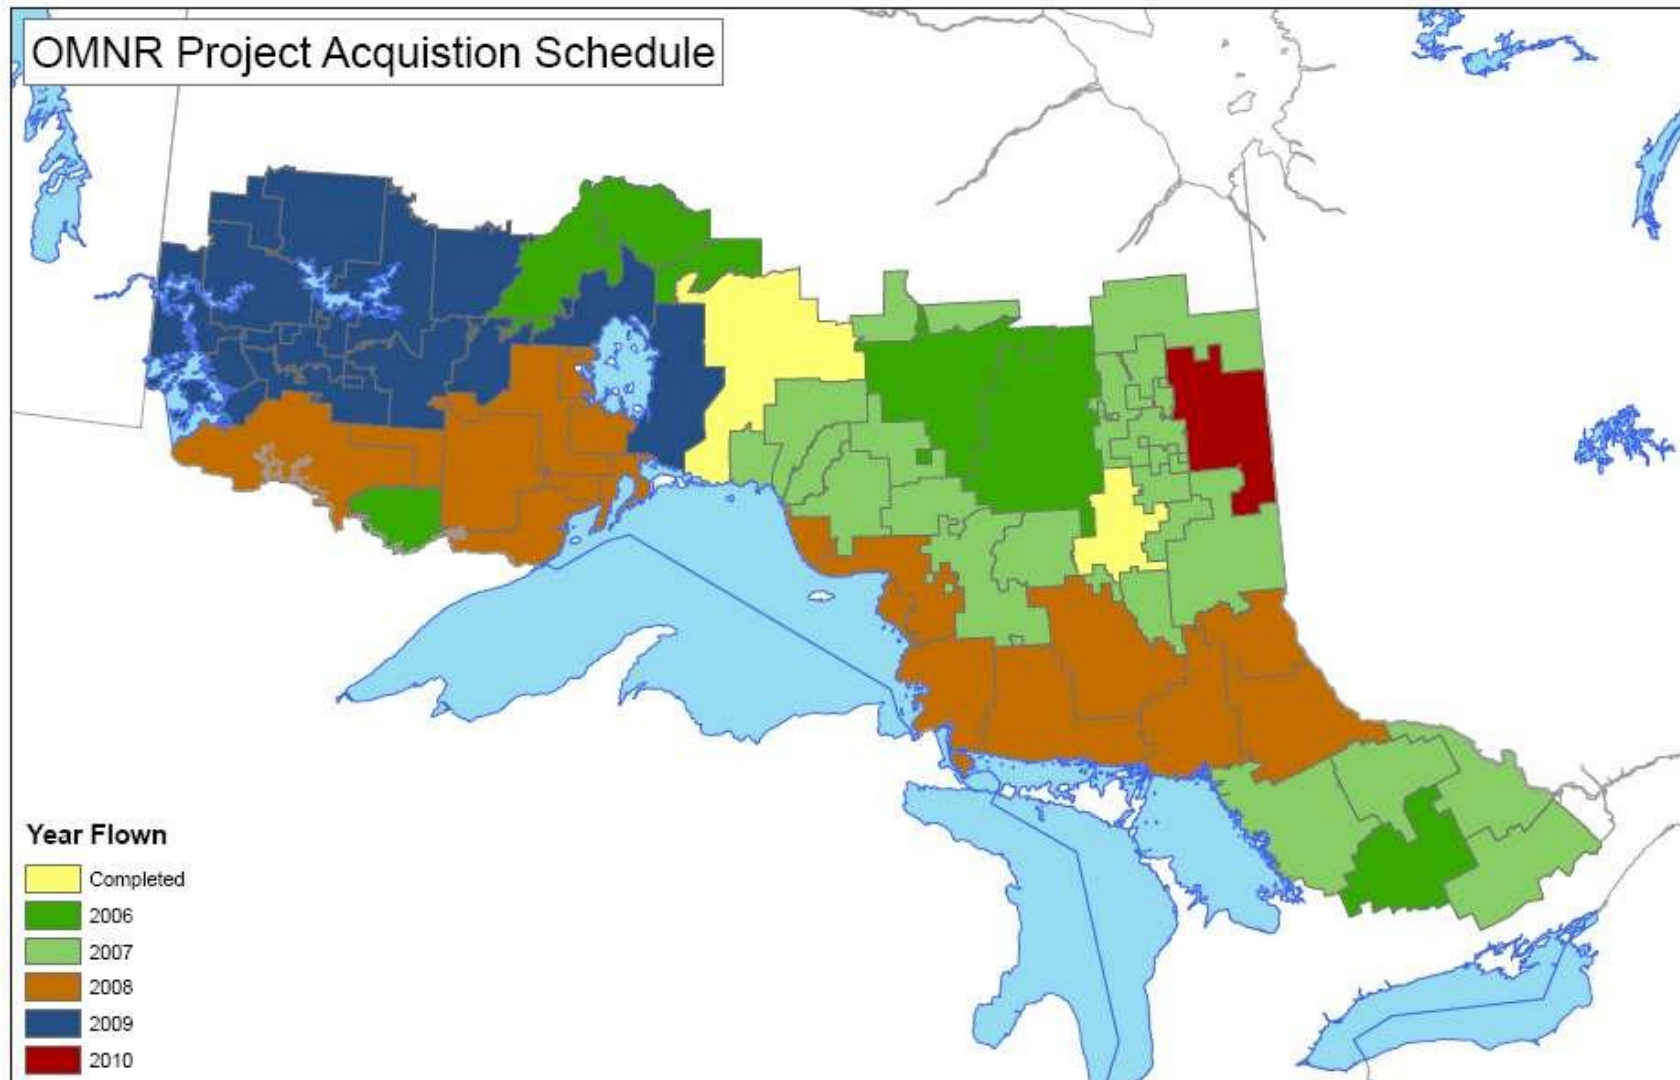 OMNR Project Acquistion Schedule
Year Flown
Completed
2006
2007
2008
2009
2010